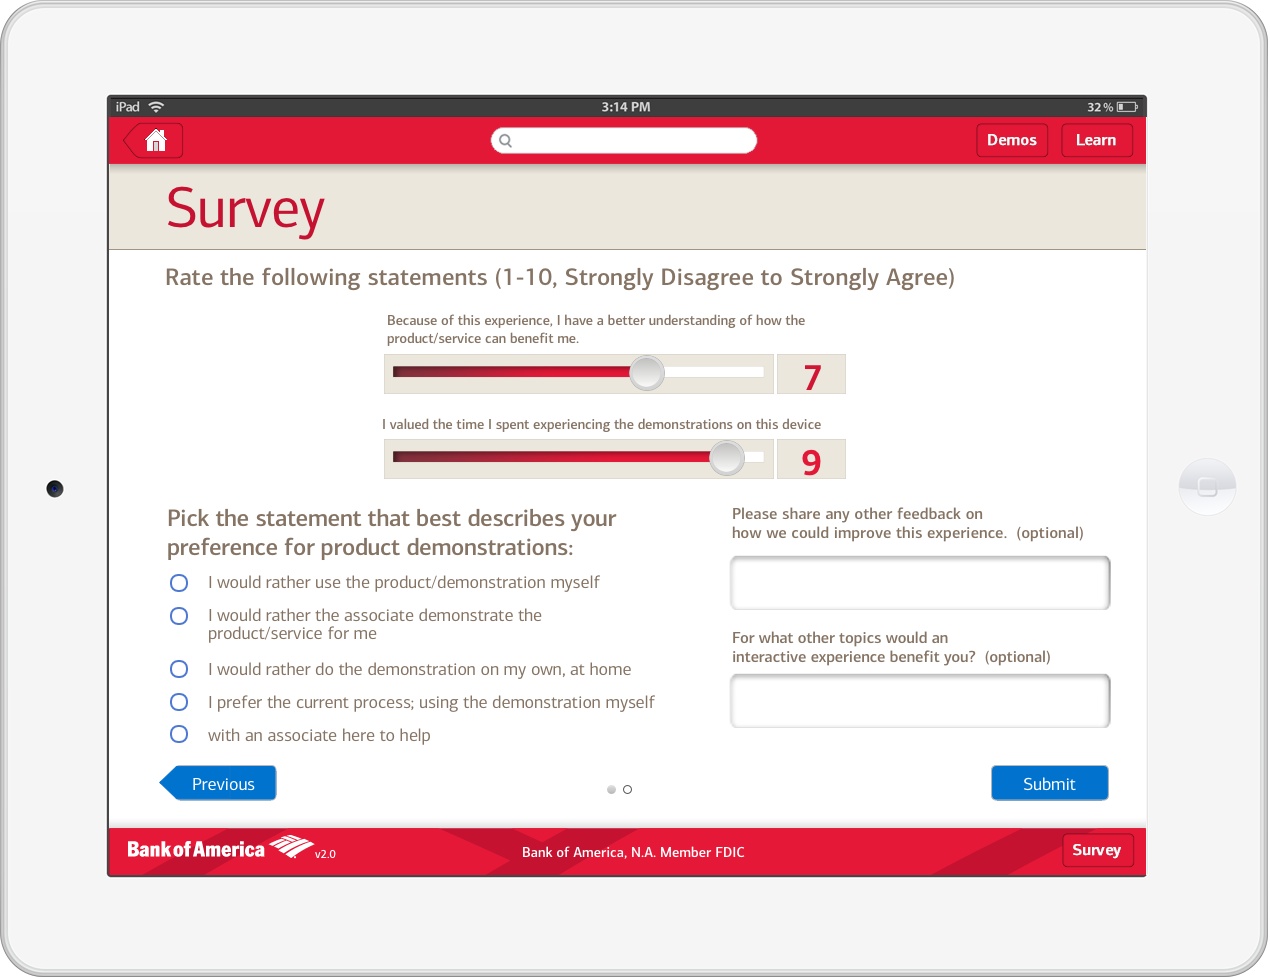 iPad
3:14 PM
32 %
Demos
Learn
Survey
Rate the following statements (1-10, Strongly Disagree to Strongly Agree)
Because of this experience, I have a better understanding of how the
product/service can benefit me.
7
I valued the time I spent experiencing the demonstrations on this device
9
Pick the statement that best describes your
preference for product demonstrations:
I would rather use the product/demonstration myself
I would rather the associate demonstrate the
product/service for me
I would rather do the demonstration on my own, at home
I prefer the current process; using the demonstration myself
with an associate here to help
Please share any other feedback on
how we could improve this experience. (optional)
For what other topics would an
interactive experience benefit you? (optional)
Previous
Submit
Bank of America v2.0
Bank of America, N.A. Member FDIC
Survey